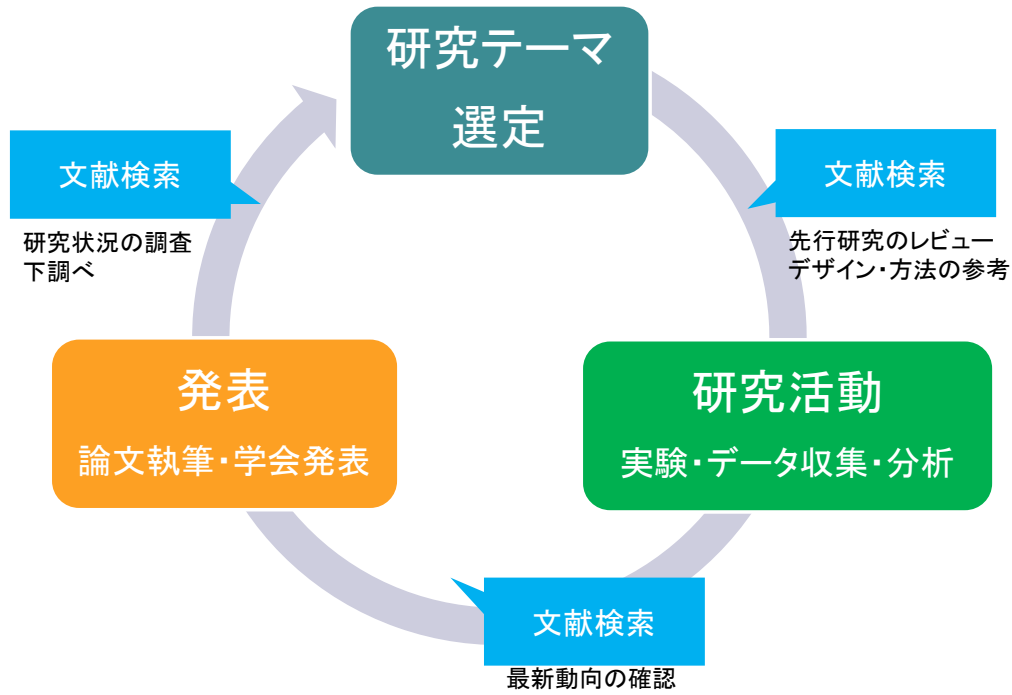 研究テーマ
選定
文献検索
研究状況の調査
下調べ
文献検索
先行研究のレビュー
デザイン・方法の参考
発表
論文執筆・学会発表
研究活動
実験・データ収集・分析
文献検索
最新動向の確認